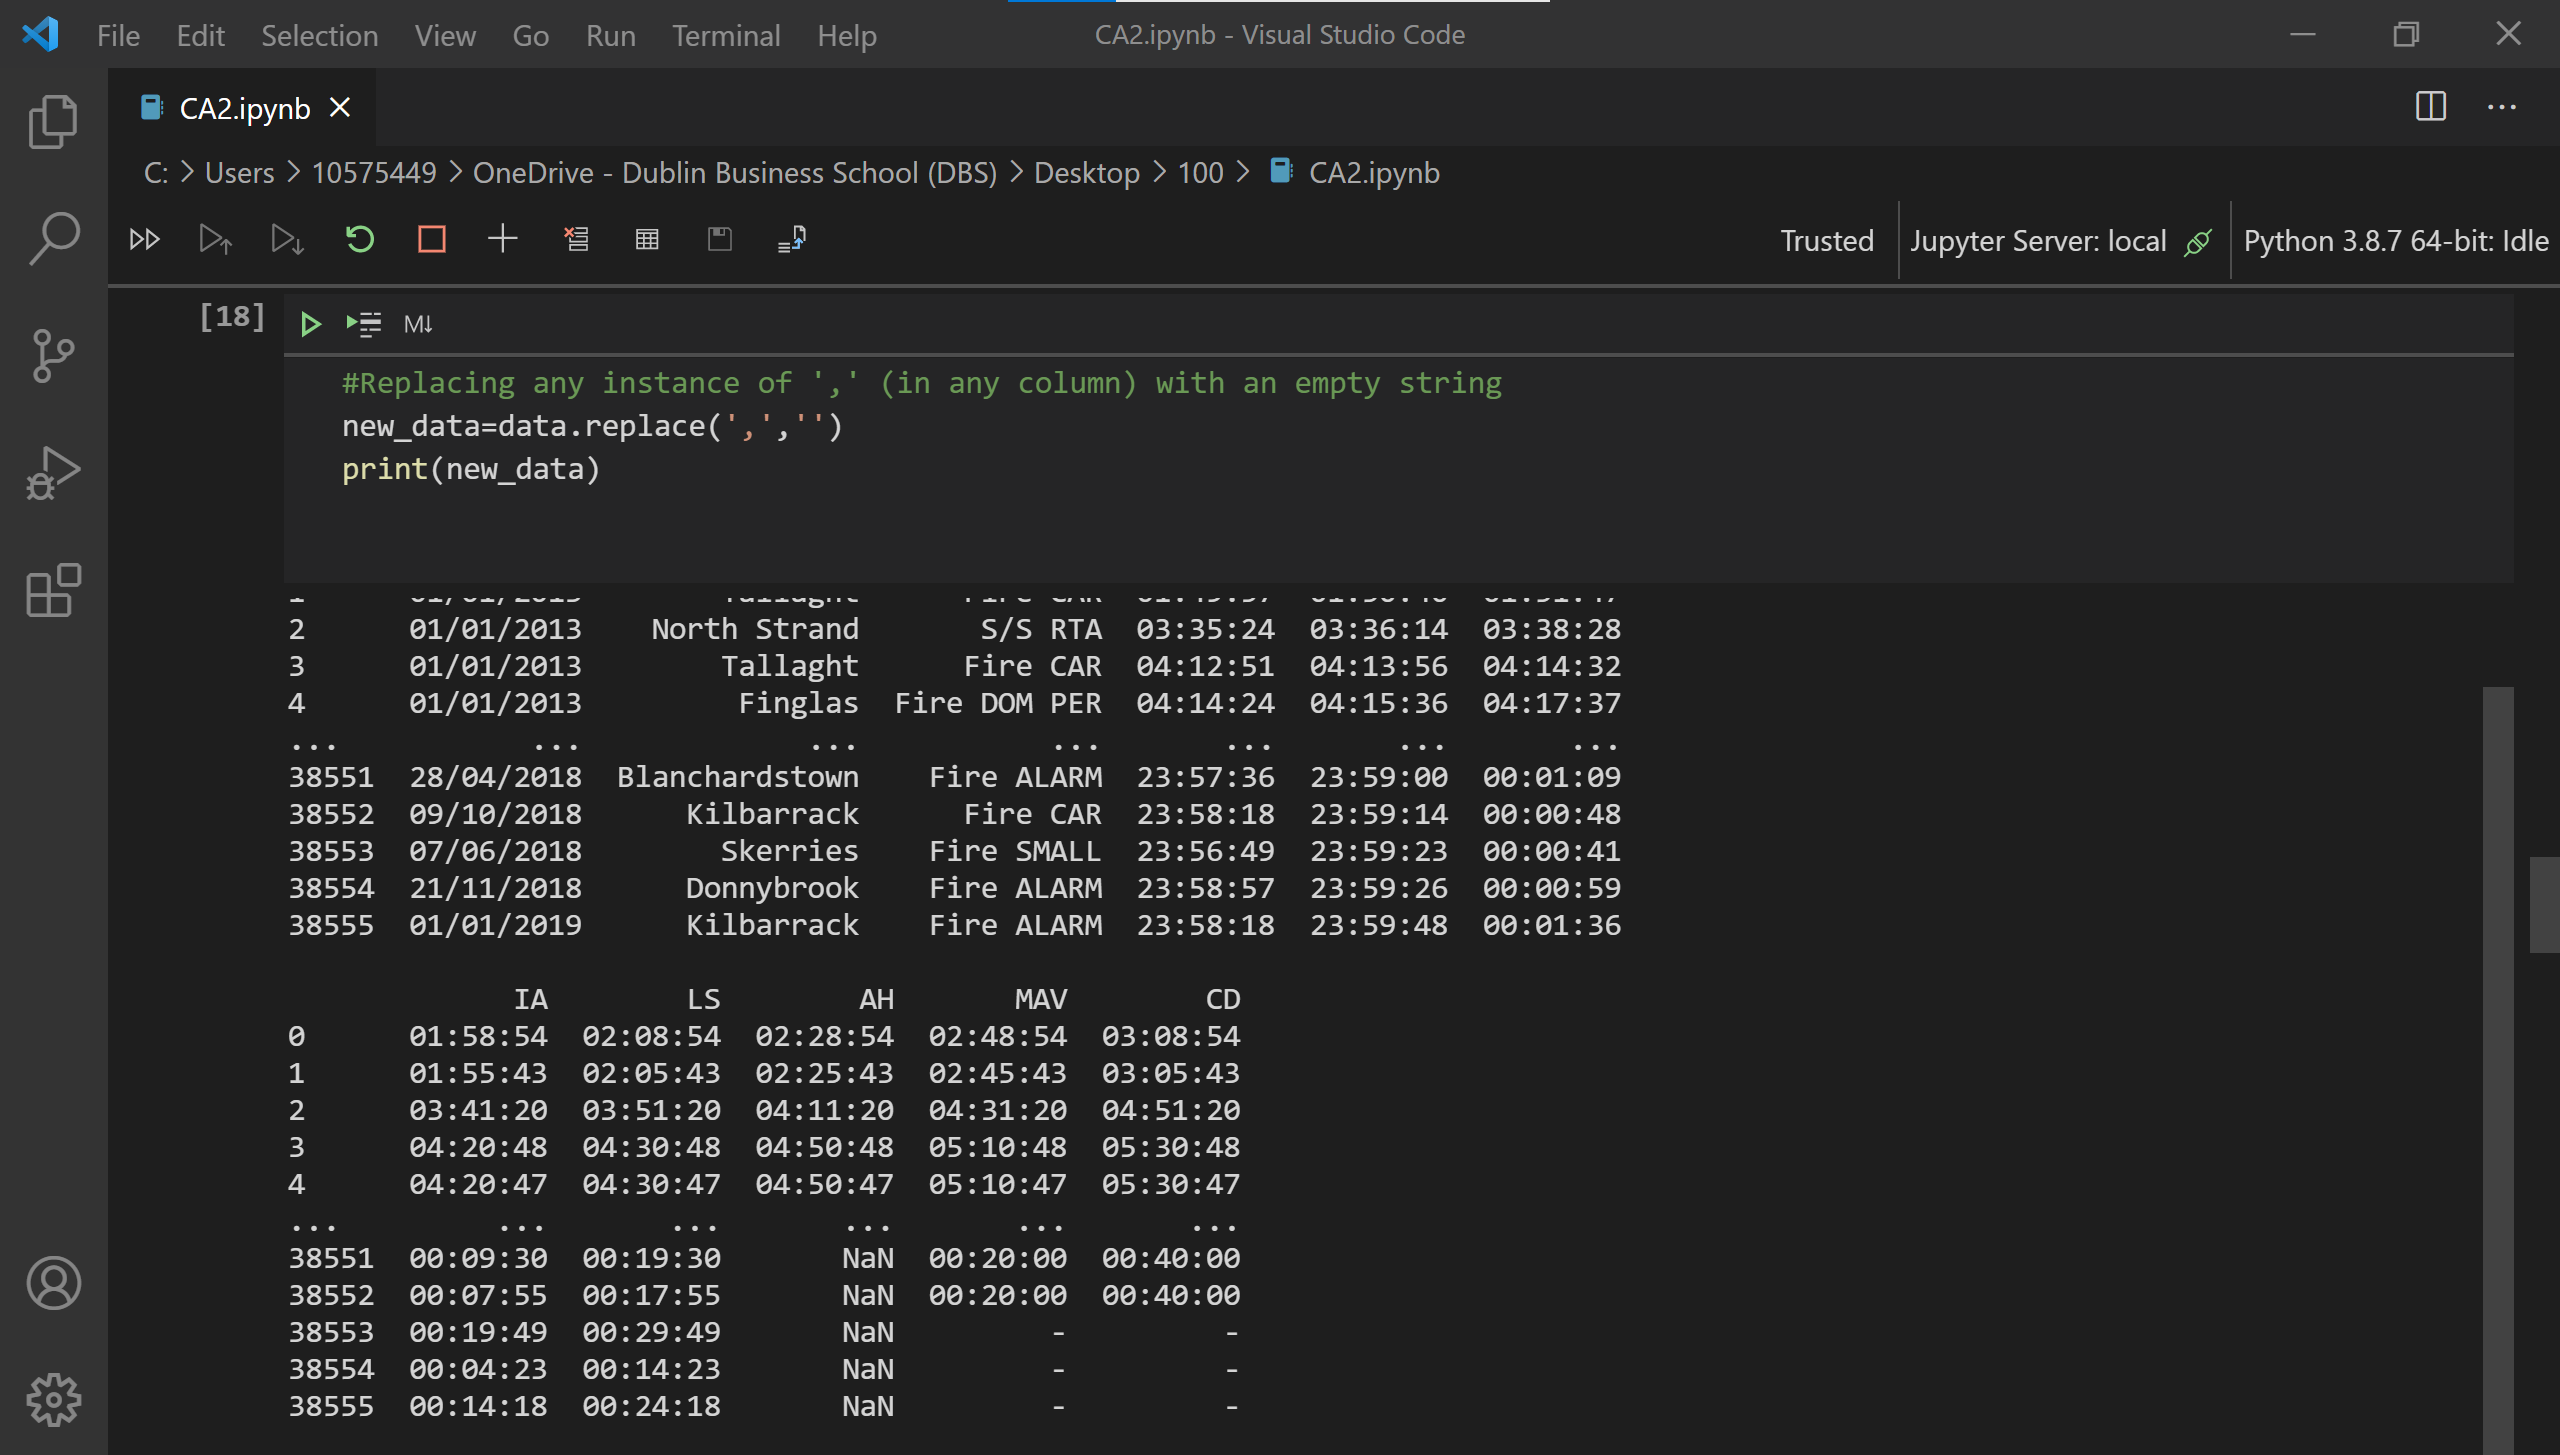 File Edit Selection View Go Run Terminal Help CA2.ipynb - Visual Studio Code
CA2.ipynb
C: > Users > 10575449 > OneDrive - Dublin Business School (DBS) > Desktop > 100 > CA2.ipynb
Trusted Jupyter Server: local Python 3.8.7 64-bit: Idle
[18] M↓
#Replacing any instance of ',' (in any column) with an empty string
new_data=data.replace(',','')
print(new_data)
1 01/01/2013 Tallaght Fire CAR
2 01/01/2013 North Strand S/S RTA 03:35:24 03:36:14 03:38:28
3 01/01/2013 Tallaght Fire CAR 04:12:51 04:13:56 04:14:32
4 01/01/2013 Finglas Fire DOM PER 04:14:24 04:15:36 04:17:37
... ... ... ... ... ... ...
38551 28/04/2018 Blanchardstown Fire ALARM 23:57:36 23:59:00 00:01:09
38552 09/10/2018 Kilbarrack Fire CAR 23:58:18 23:59:14 00:00:48
38553 07/06/2018 Skerries Fire SMALL 23:56:49 23:59:23 00:00:41
38554 21/11/2018 Donnybrook Fire ALARM 23:58:57 23:59:26 00:00:59
38555 01/01/2019 Kilbarrack Fire ALARM 23:58:18 23:59:48 00:01:36
IA LS AH MAV CD
0 01:58:54 02:08:54 02:28:54 02:48:54 03:08:54
1 01:55:43 02:05:43 02:25:43 02:45:43 03:05:43
2 03:41:20 03:51:20 04:11:20 04:31:20 04:51:20
3 04:20:48 04:30:48 04:50:48 05:10:48 05:30:48
4 04:20:47 04:30:47 04:50:47 05:10:47 05:30:47
... ... ... ... ... ...
38551 00:09:30 00:19:30 NaN 00:20:00 00:40:00
38552 00:07:55 00:17:55 NaN 00:20:00 00:40:00
38553 00:19:49 00:29:49 NaN - -
38554 00:04:23 00:14:23 NaN - -
38555 00:14:18 00:24:18 NaN - -